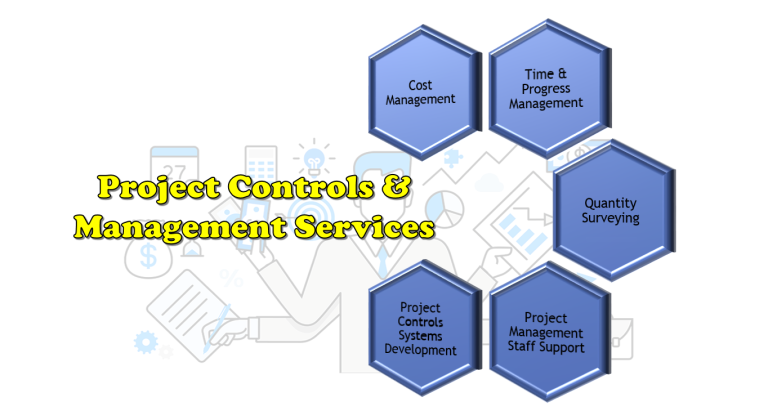 Project Controls &
Management Services
Cost
Management
Time &
Progress
Management
Quantity
Surveying
Project
Management
Staff Support
Project
Controls
Systems
Development
27
$
%